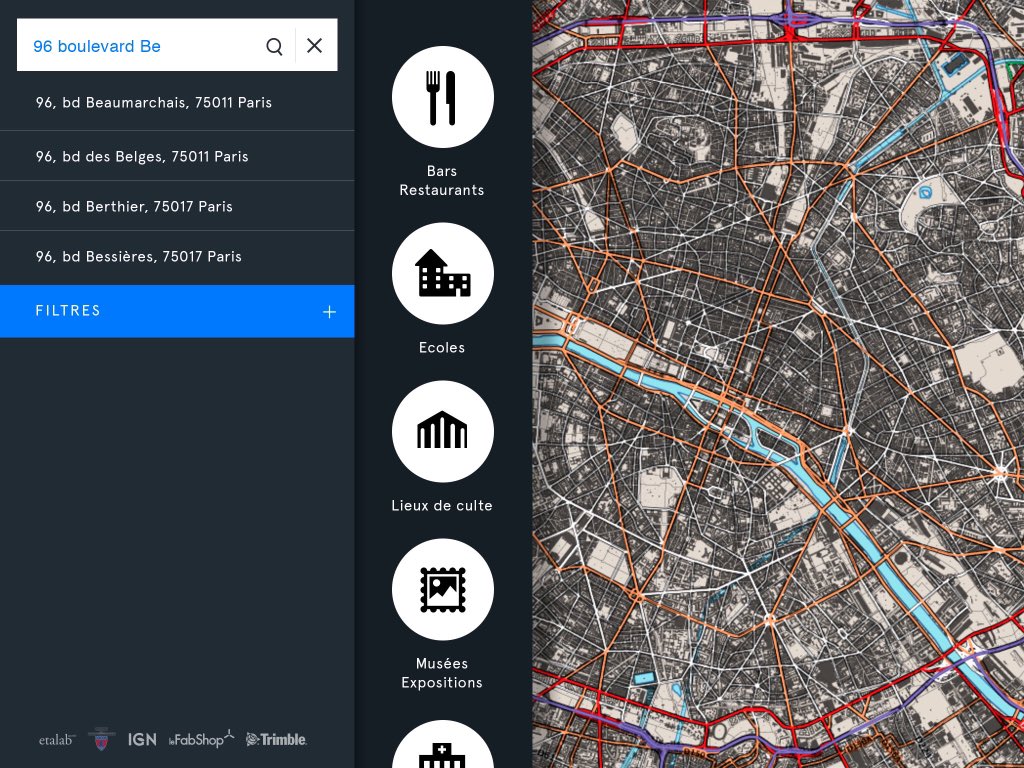 96 boulevard Be
96, bd Beaumarchais, 75011 Paris
96, bd des Belges, 75011 Paris
96, bd Berthier, 75017 Paris
96, bd Bessières, 75017 Paris
FILTRES
Bars
Restaurants
Ecoles
Lieux de culte
Musées
Expositions
etalab
IGN
leFabShop
Trimble.